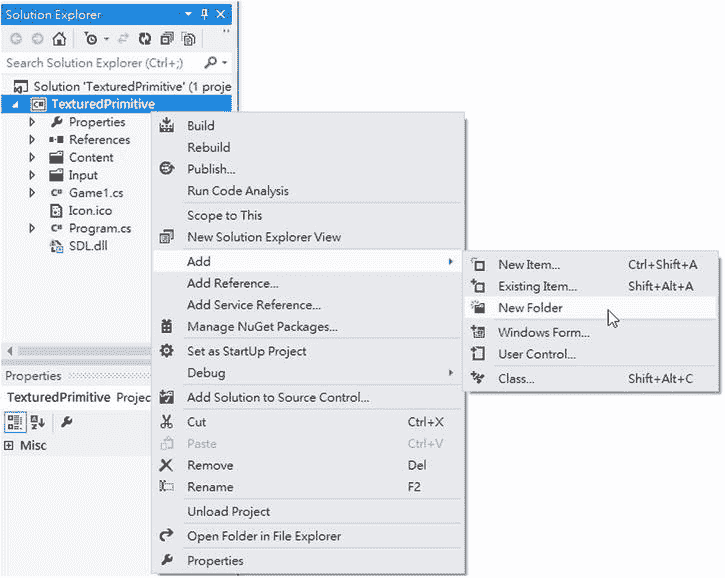 Solution Explorer
Search Solution Explorer (Ctrl+;)
Solution 'TexturedPrimitive' (1 proje
C# TexturedPrimitive
Properties
References
Content
Input
C# Game1.cs
Icon.ico
C# Program.cs
SDL.dll
Properties
TexturedPrimitive Projec
Misc
Build
Rebuild
Publish...
Run Code Analysis
Scope to This
New Solution Explorer View
Add
Add Reference...
Add Service Reference...
Manage NuGet Packages...
Set as StartUp Project
Debug
Add Solution to Source Control...
Cut Ctrl+X
Paste Ctrl+V
Remove Del
Rename F2
Unload Project
Open Folder in File Explorer
Properties
New Item... Ctrl+Shift+A
Existing Item... Shift+Alt+A
New Folder
Windows Form...
User Control...
Class... Shift+Alt+C